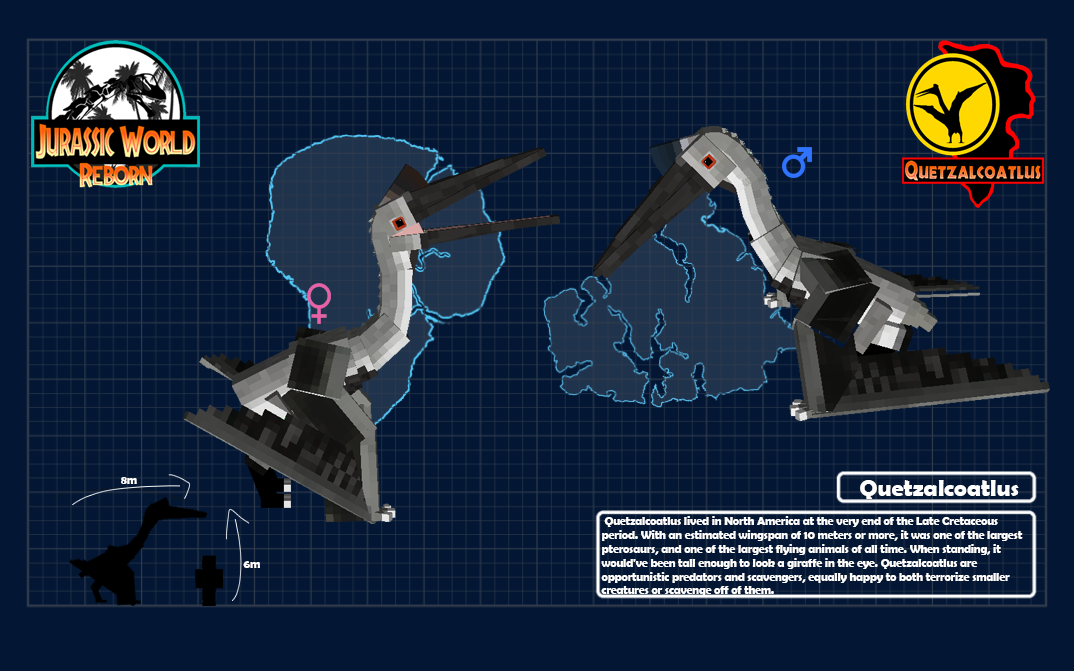 JURASSIC WORLD
REBORN
QUETZALCOATLUS
♀
♂
8m
6m
Quetzalcoatlus
Quetzalcoatlus lived in North America at the very end of the Late Cretaceous
period. With an estimated wingspan of 10 meters or more, it was one of the largest
pterosaurs, and one of the largest flying animals of all time. When standing, it
would've been tall enough to look a giraffe in the eye. Quetzalcoatlus are
opportunistic predators and scavengers, equally happy to both terrorize smaller
creatures or scavenge off of them.